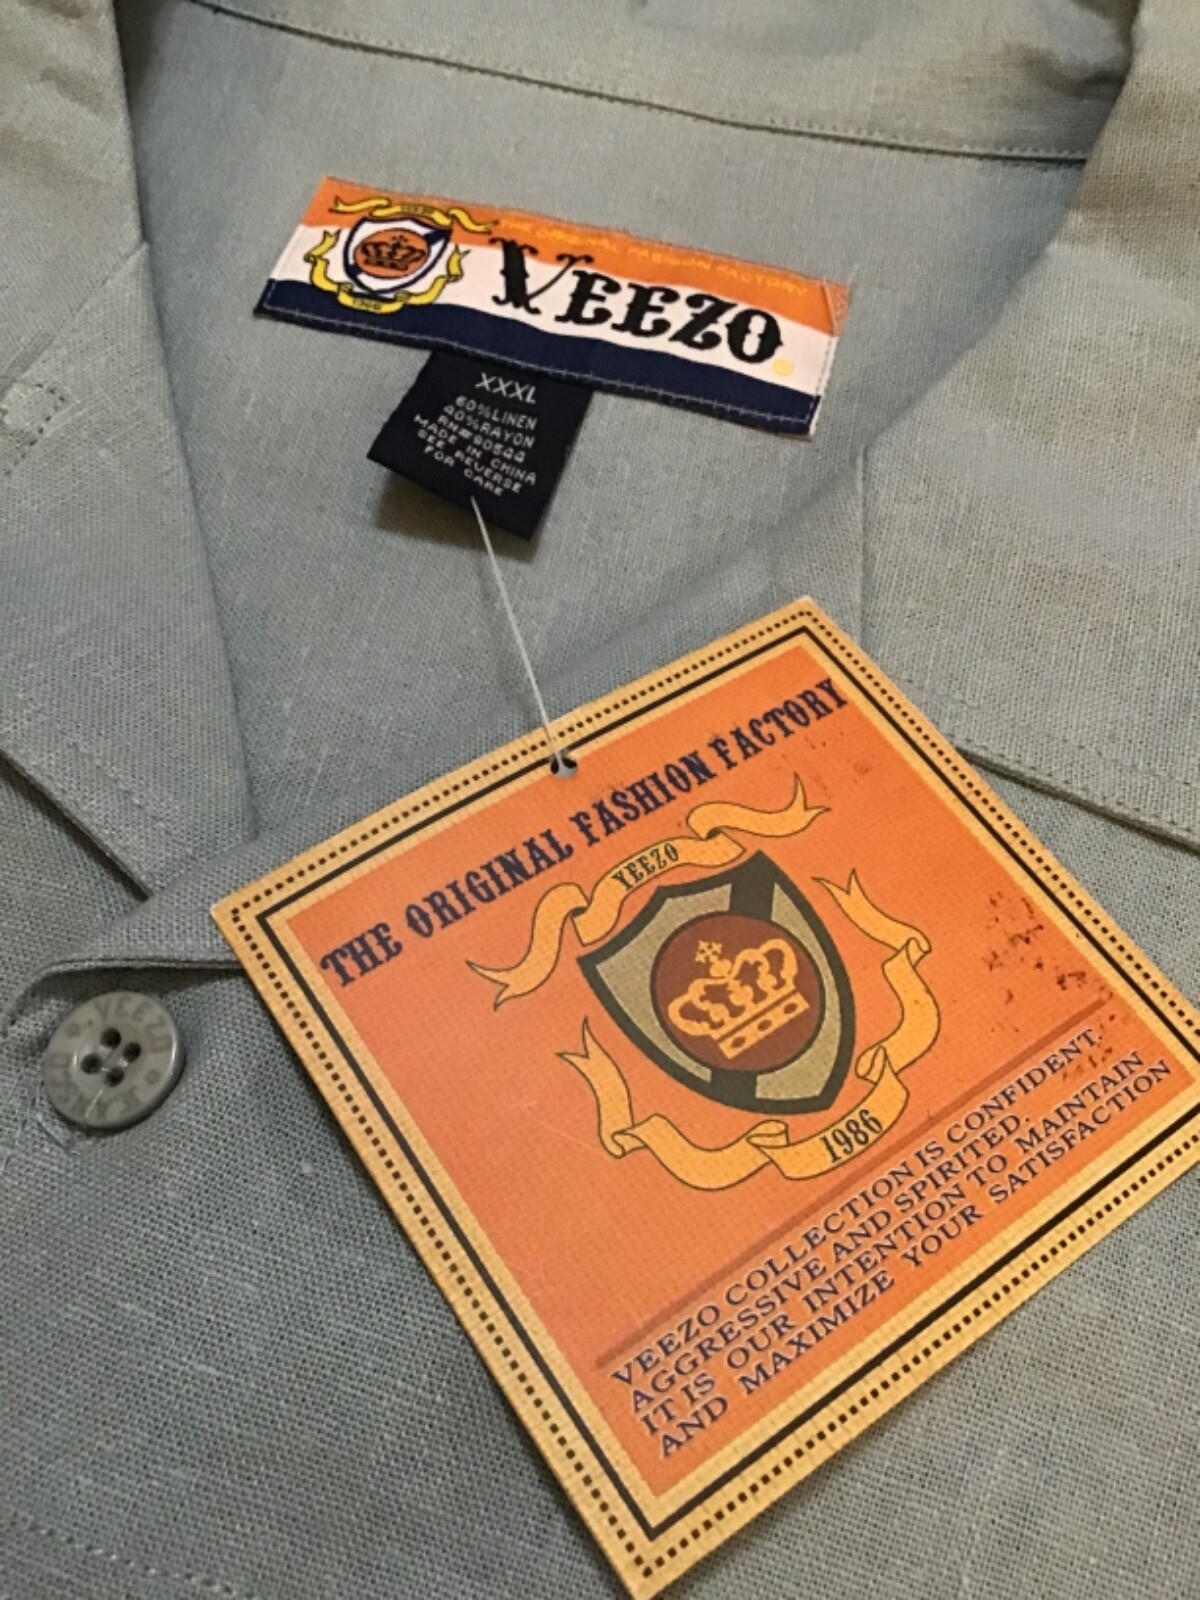 THE ORIGINAL FASHION FACTORY
VEEZO
XXXL
60%LINEN
40%RAYON
RN#90544
MADE IN CHINA
SEE REVERSE
FOR CARE
THE ORIGINAL FASHION FACTORY
VEEZO
1986
VEEZO COLLECTION IS CONFIDENT,
AGGRESSIVE AND SPIRITED.
IT IS OUR INTENTION TO MAINTAIN
AND MAXIMIZE YOUR SATISFACTION
VEEZO